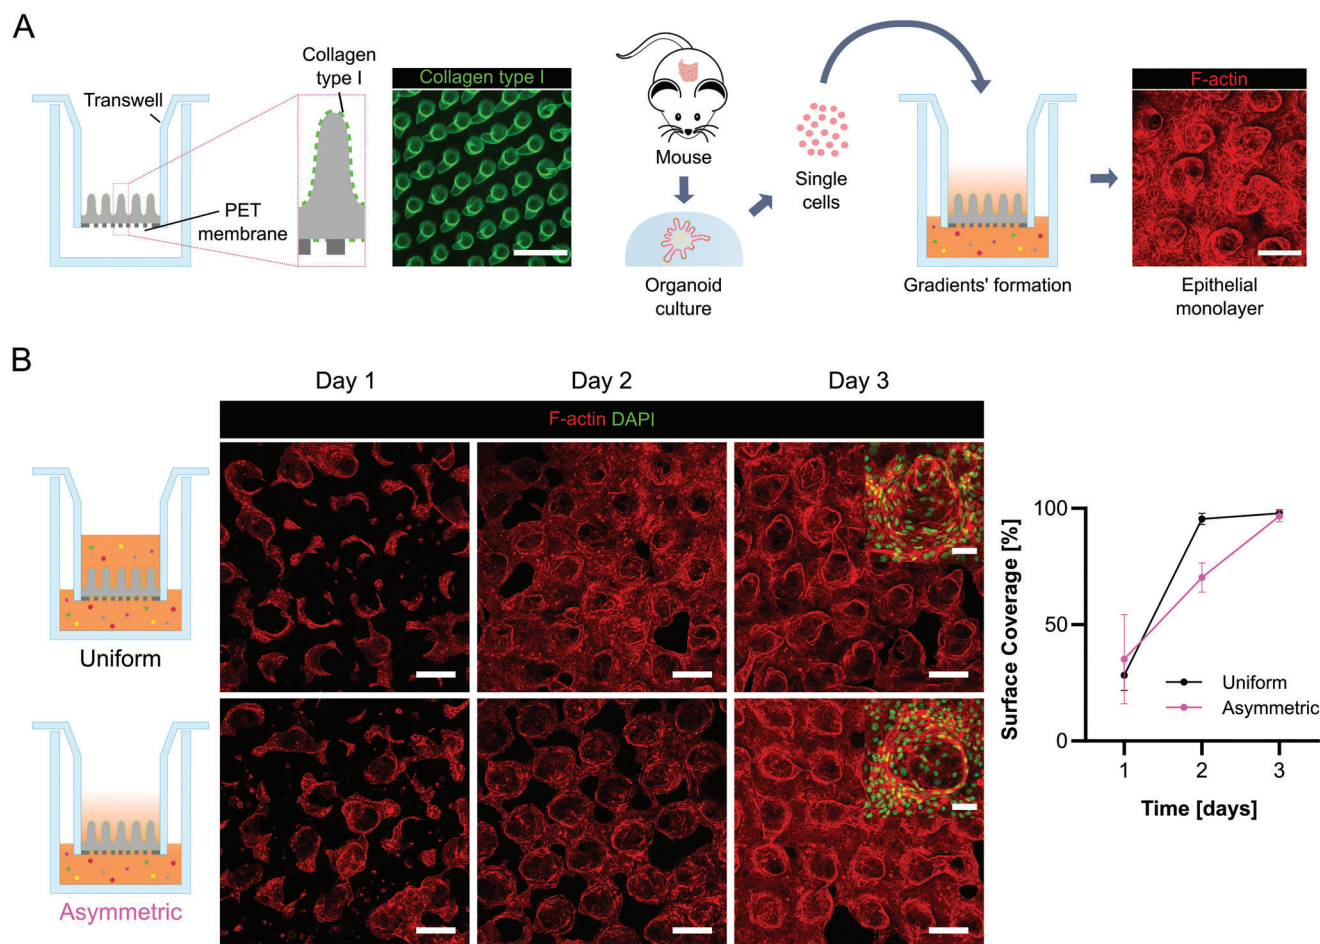 A
Transwell
Collagen
type I
PET
membrane
Collagen type I
Mouse
Organoid
culture
Single
cells
Gradients' formation
F-actin
Epithelial
monolayer
B
Day 1
Day 2
Day 3
F-actin DAPI
Uniform
Asymmetric
Surface Coverage [%]
100
50
0
Uniform
Asymmetric
1 2 3
Time [days]